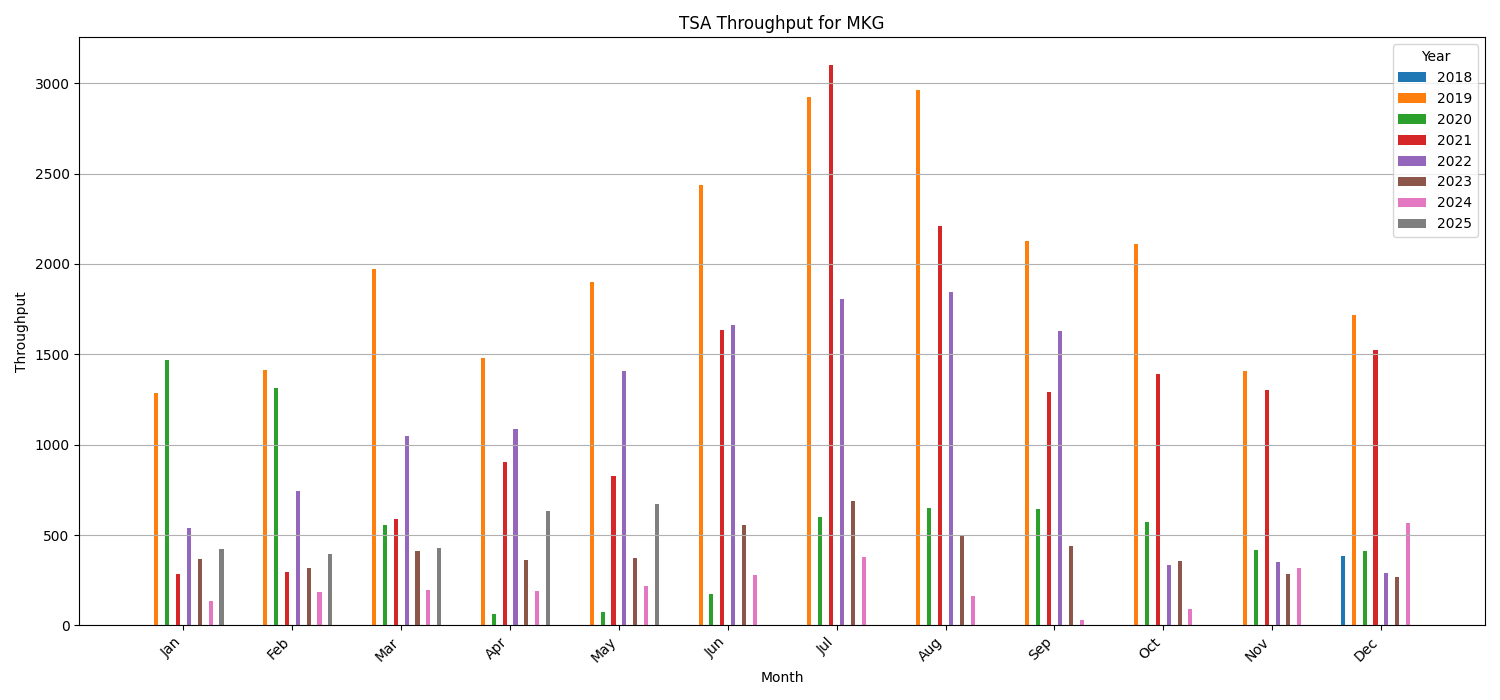 TSA Throughput for MKG
Year
2018
2019
2020
2021
2022
2023
2024
2025
Throughput
3000
2500
2000
1500
1000
500
0
Jan
Feb
Mar
Apr
May
Jun
Jul
Aug
Sep
Oct
Nov
Dec
Month